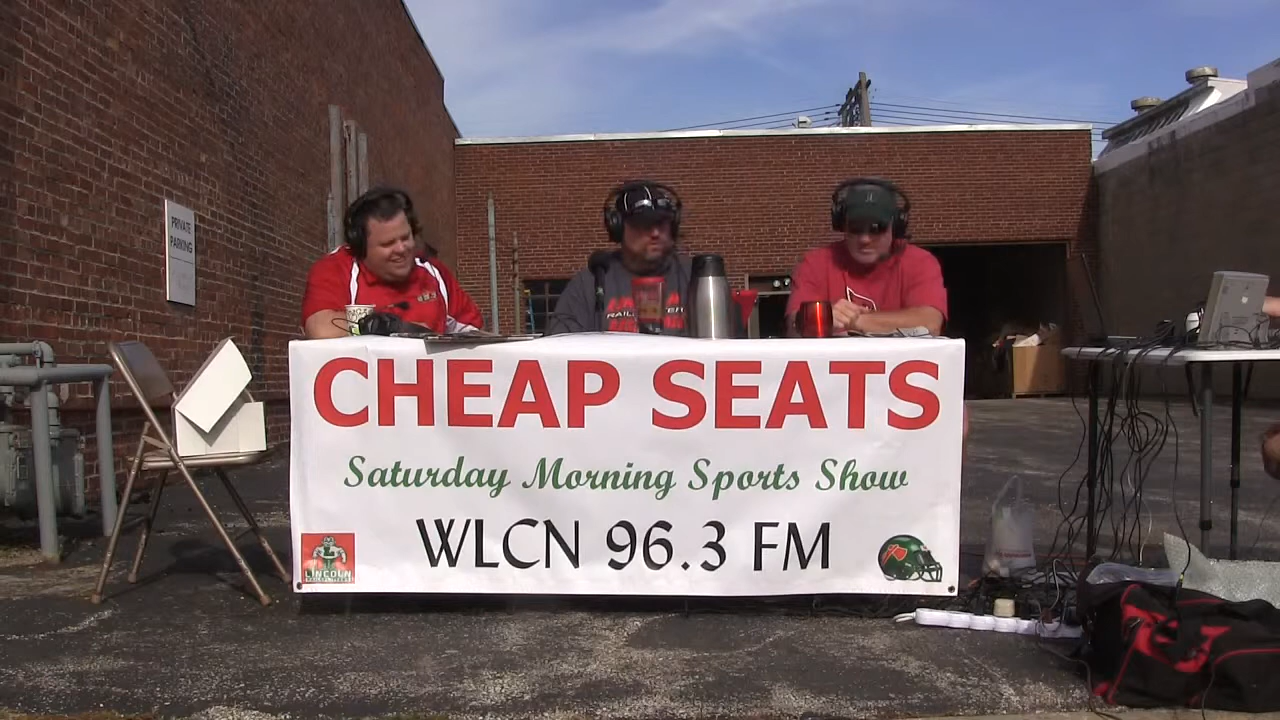 PRIVATE
PARKING
CHEAP SEATS
Saturday Morning Sports Show
WLCN 96.3 FM
LINCOLN